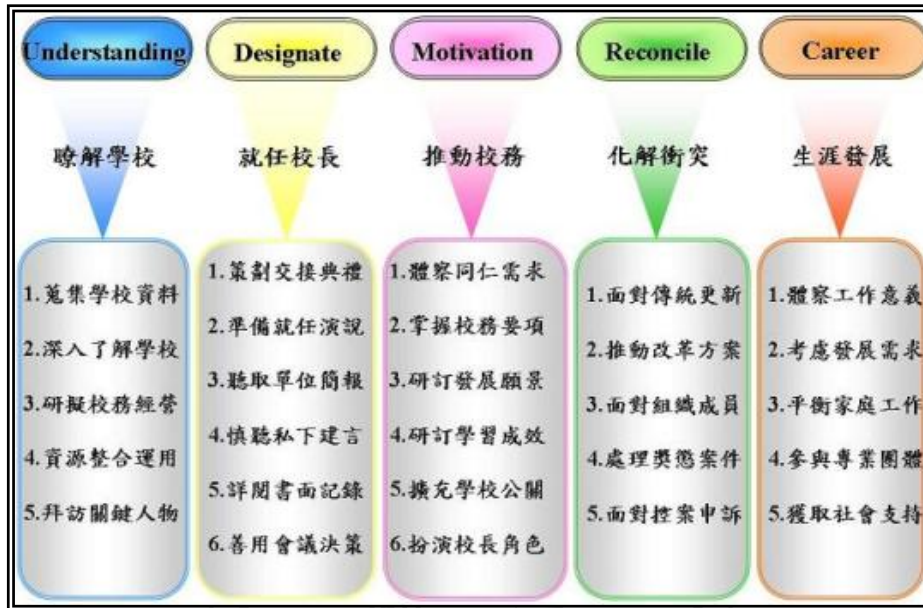 Understanding
瞭解學校
1.蒐集學校資料
2.深入了解學校
3.研擬校務經營
4.資源整合運用
5.拜訪關鍵人物
Designate
就任校長
1.策劃交接典禮
2.準備就任演說
3.聽取單位簡報
4.慎聽私下建言
5.詳閱書面記錄
6.善用會議決策
Motivation
推動校務
1.體察同仁需求
2.掌握校務要項
3.研訂發展願景
4.研訂學習成效
5.擴充學校公關
6.扮演校長角色
Reconcile
化解衝突
1.面對傳統更新
2.推動改革方案
3.面對組織成員
4.處理獎懲案件
5.面對控案申訴
Career
生涯發展
1.體察工作意義
2.考慮發展需求
3.平衡家庭工作
4.參與專業團體
5.獲取社會支持